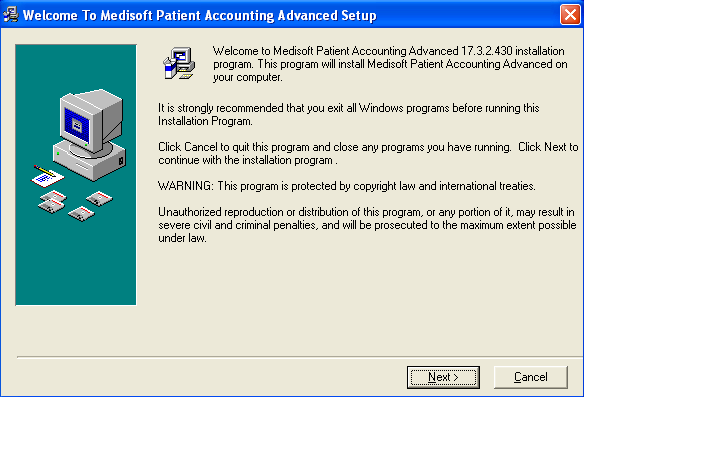 Welcome To Medisoft Patient Accounting Advanced Setup
Welcome to Medisoft Patient Accounting Advanced 17.3.2.430 installation
program. This program will install Medisoft Patient Accounting Advanced on
your computer.
It is strongly recommended that you exit all Windows programs before running this
Installation Program.
Click Cancel to quit this program and close any programs you have running.  Click Next to
continue with the installation program .
WARNING: This program is protected by copyright law and international treaties.
Unauthorized reproduction or distribution of this program, or any portion of it, may result in
severe civil and criminal penalties, and will be prosecuted to the maximum extent possible
under law.
Next >
Cancel